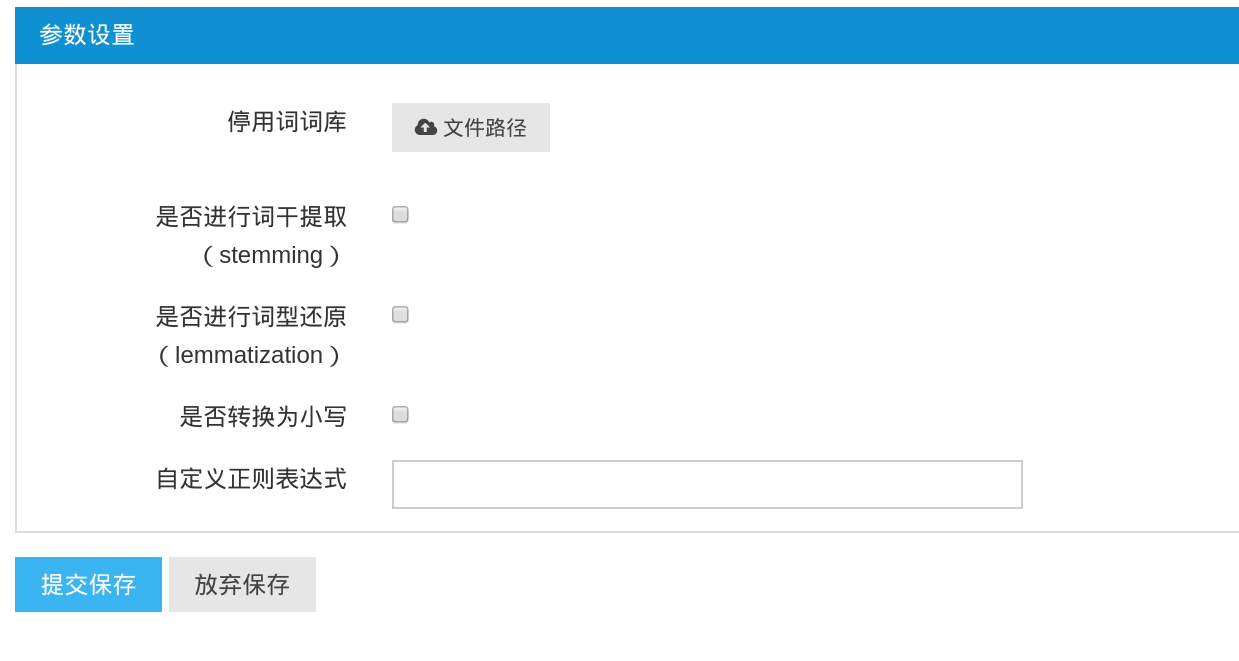 参数设置
停用词词库
文件路径
是否进行词干提取
（stemming）
是否进行词型还原
（lemmatization）
是否转换为小写
自定义正则表达式
提交保存 放弃保存